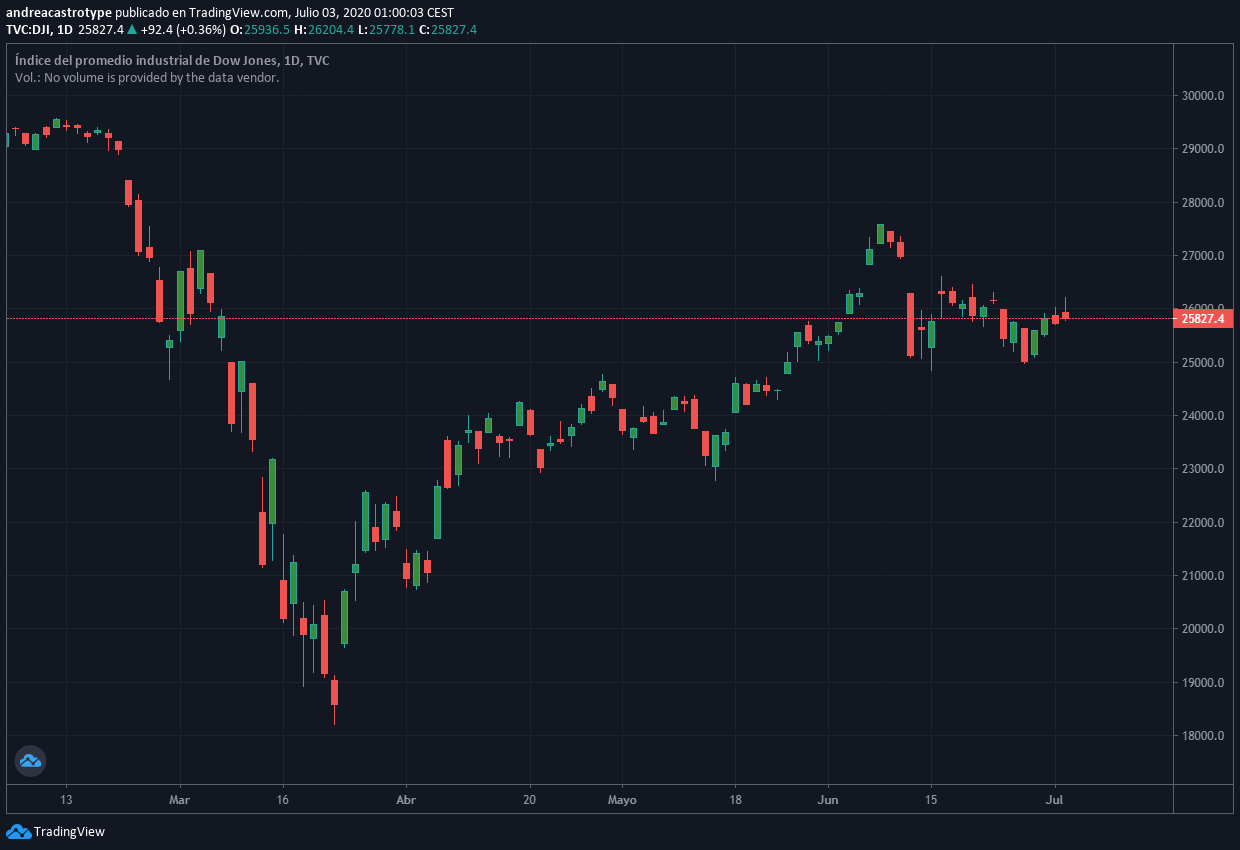 andreacastrotype publicado en TradingView.com, Julio 03, 2020 01:00:03 CEST
TVC:DJI, 1D 25827.4 ▲ +92.4 (+0.36%) O:25936.5 H:26204.4 L:25778.1 C:25827.4
Índice del promedio industrial de Dow Jones, 1D, TVC
Vol.: No volume is provided by the data vendor.
30000.0
29000.0
28000.0
27000.0
26000.0
25827.4
25000.0
24000.0
23000.0
22000.0
21000.0
20000.0
19000.0
18000.0
13 Mar 16 Abr 20 Mayo 18 Jun 15 Jul
TradingView